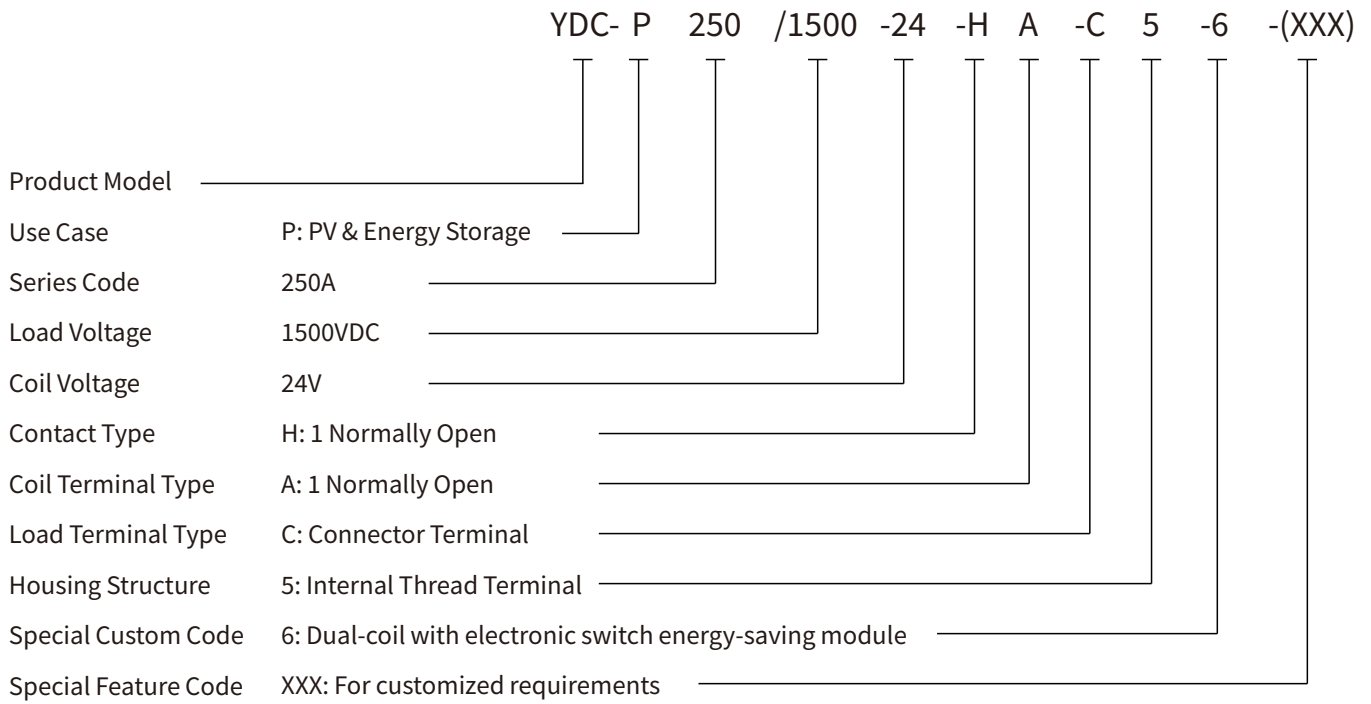 YDC- P 250 /1500 -24 -H A -C 5 -6 -(XXX)
Product Model
Use Case P: PV & Energy Storage
Series Code 250A
Load Voltage 1500VDC
Coil Voltage 24V
Contact Type H: 1 Normally Open
Coil Terminal Type A: 1 Normally Open
Load Terminal Type C: Connector Terminal
Housing Structure 5: Internal Thread Terminal
Special Custom Code 6: Dual-coil with electronic switch energy-saving module
Special Feature Code XXX: For customized requirements